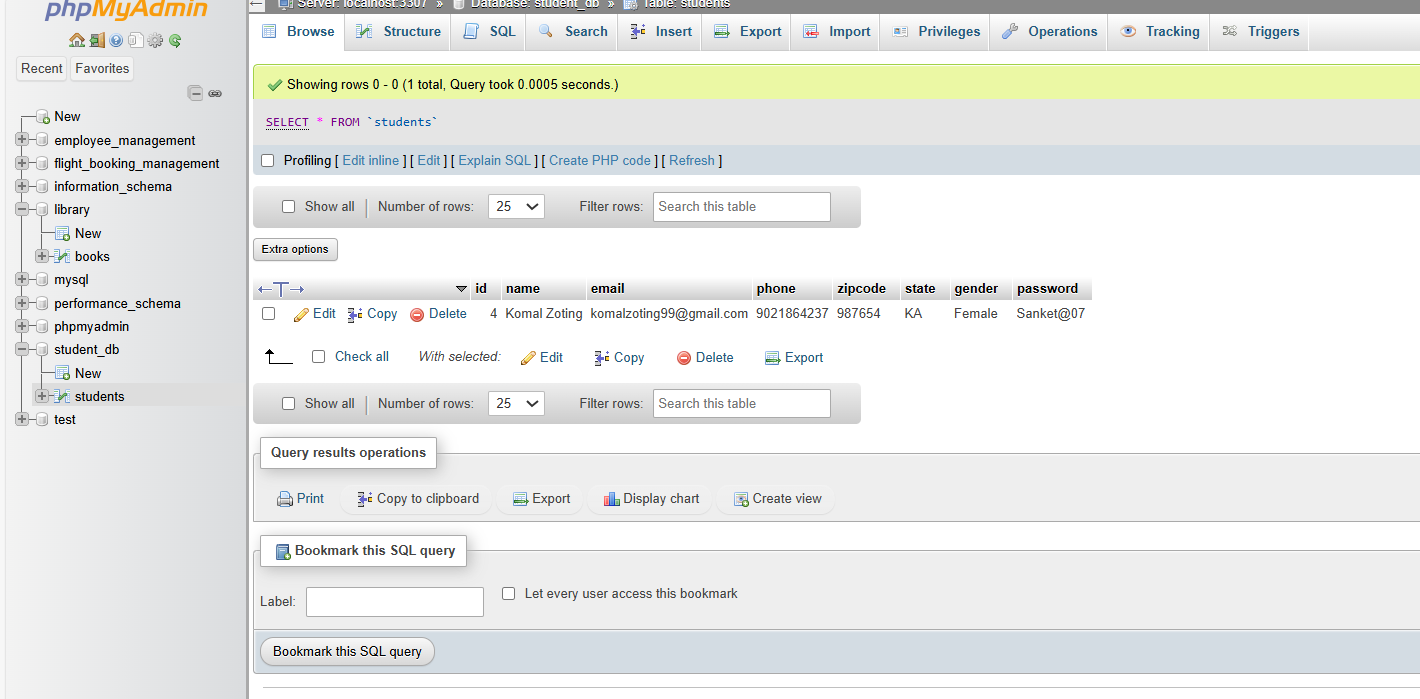 phpMyAdmin
Recent Favorites
New
employee_management
flight_booking_management
information_schema
library
New
books
mysql
performance_schema
phpmyadmin
student_db
New
students
test
Server: localhost:3307 » Database: student_db » Table: students
Browse Structure SQL Search Insert Export Import Privileges Operations Tracking Triggers
Showing rows 0 - 0 (1 total, Query took 0.0005 seconds.)
SELECT * FROM `students`
Profiling [ Edit inline ] [ Edit ] [ Explain SQL ] [ Create PHP code ] [ Refresh ]
Show all | Number of rows: 25 Filter rows: Search this table
Extra options
←T→ id name email phone zipcode state gender password
Edit Copy Delete 4 Komal Zoting komalzoting99@gmail.com 9021864237 987654 KA Female Sanket@07
Check all With selected: Edit Copy Delete Export
Show all | Number of rows: 25 Filter rows: Search this table
Query results operations
Print Copy to clipboard Export Display chart Create view
Bookmark this SQL query
Label: Let every user access this bookmark
Bookmark this SQL query